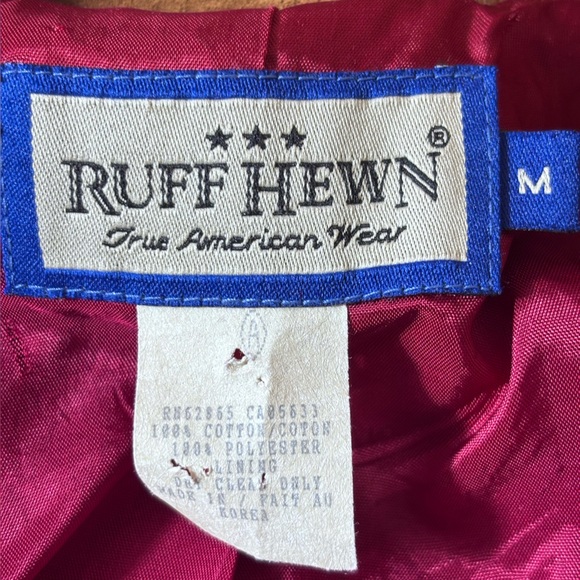 RUFF HEWN®
True American Wear
M
A
RN62865 CA05633
100% COTTON/COTON
100% POLYESTER
LINING
CLEAN ONLY
MADE IN / FAIT AU
KOREA